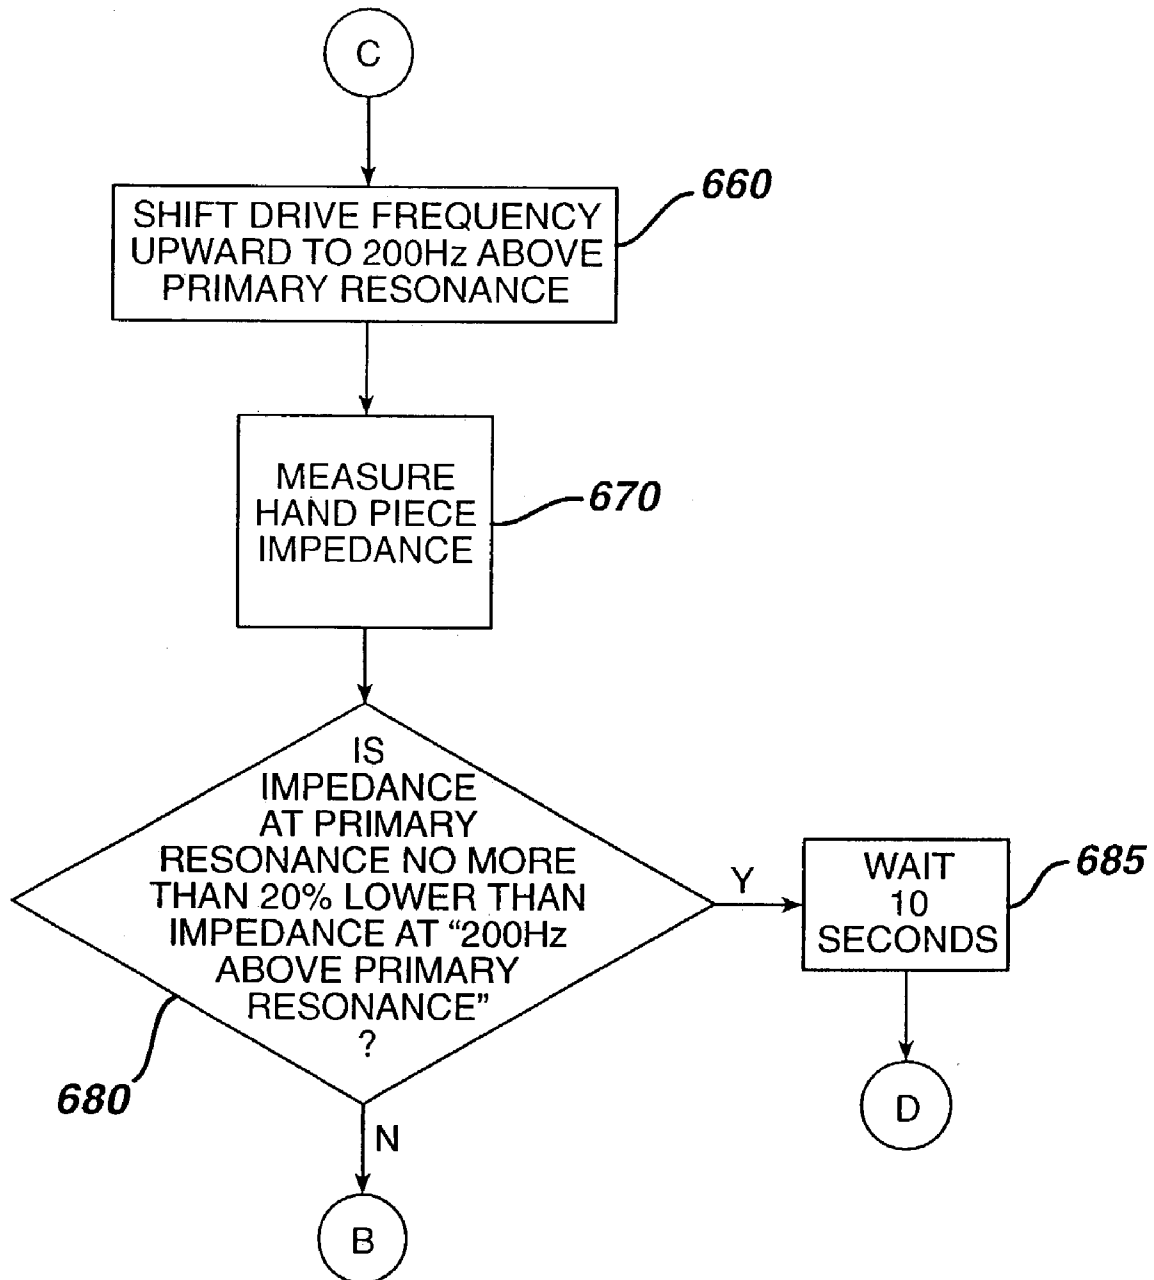 C
660
SHIFT DRIVE FREQUENCY
UPWARD TO 200Hz ABOVE
PRIMARY RESONANCE
MEASURE
HAND PIECE
IMPEDANCE
670
IS
IMPEDANCE
AT PRIMARY
RESONANCE NO MORE
THAN 20% LOWER THAN
IMPEDANCE AT “200Hz
ABOVE PRIMARY
RESONANCE”
?
680
Y
WAIT
10
SECONDS
685
D
N
B